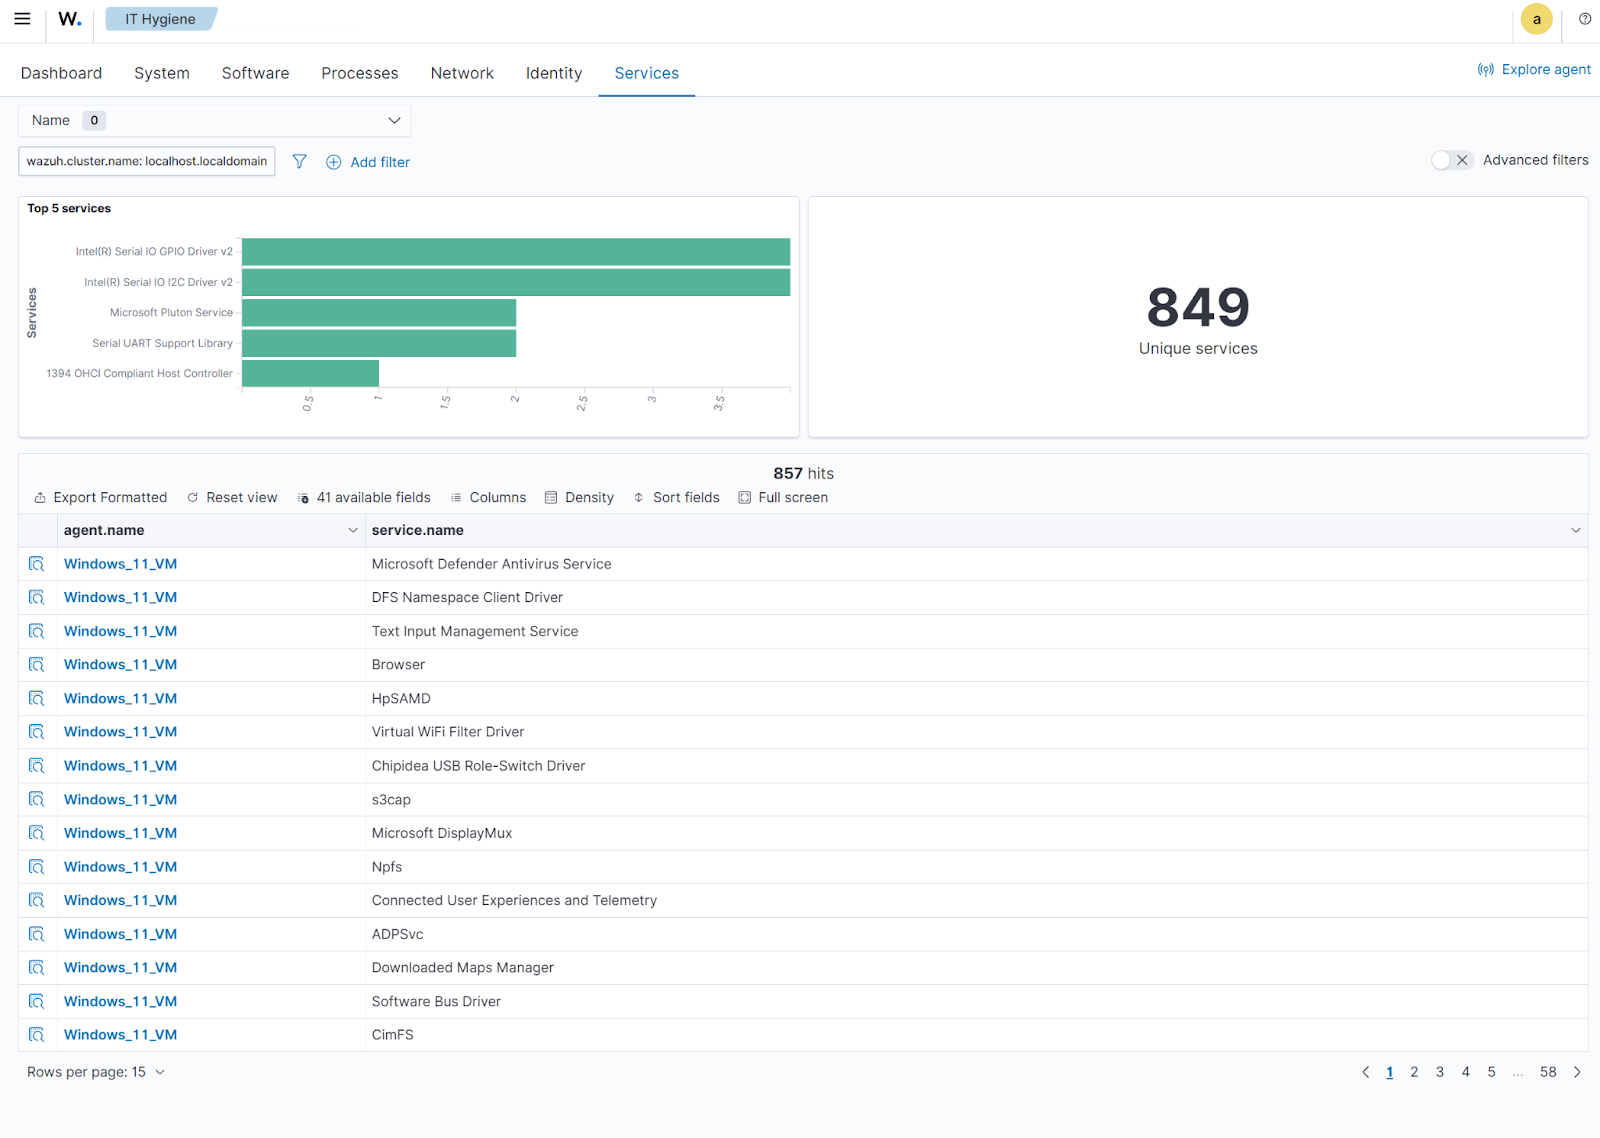 W. IT Hygiene a
Dashboard System Software Processes Network Identity Services Explore agent
Name 0
wazuh.cluster.name: localhost.localdomain Add filter Advanced filters
Top 5 services
Services
Intel(R) Serial IO GPIO Driver v2
Intel(R) Serial IO I2C Driver v2
Microsoft Pluton Service
Serial UART Support Library
1394 OHCI Compliant Host Controller
0.5 1 1.5 2 2.5 3 3.5
849
Unique services
857 hits
Export Formatted Reset view 41 available fields Columns Density Sort fields Full screen
agent.name service.name
Windows_11_VM Microsoft Defender Antivirus Service
Windows_11_VM DFS Namespace Client Driver
Windows_11_VM Text Input Management Service
Windows_11_VM Browser
Windows_11_VM HpSAMD
Windows_11_VM Virtual WiFi Filter Driver
Windows_11_VM Chipidea USB Role-Switch Driver
Windows_11_VM s3cap
Windows_11_VM Microsoft DisplayMux
Windows_11_VM Npfs
Windows_11_VM Connected User Experiences and Telemetry
Windows_11_VM ADPSvc
Windows_11_VM Downloaded Maps Manager
Windows_11_VM Software Bus Driver
Windows_11_VM CimFS
Rows per page: 15 1 2 3 4 5 ... 58